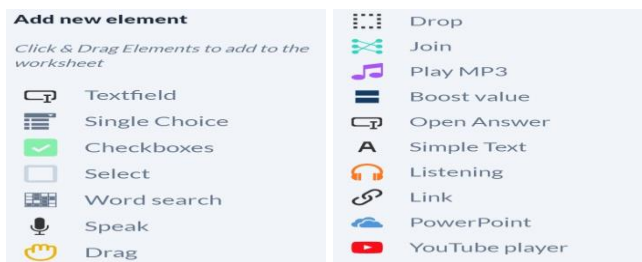 Add new element
Click & Drag Elements to add to the
worksheet
Textfield
Single Choice
Checkboxes
Select
Word search
Speak
Drag
Drop
Join
Play MP3
Boost value
Open Answer
A Simple Text
Listening
Link
PowerPoint
YouTube player